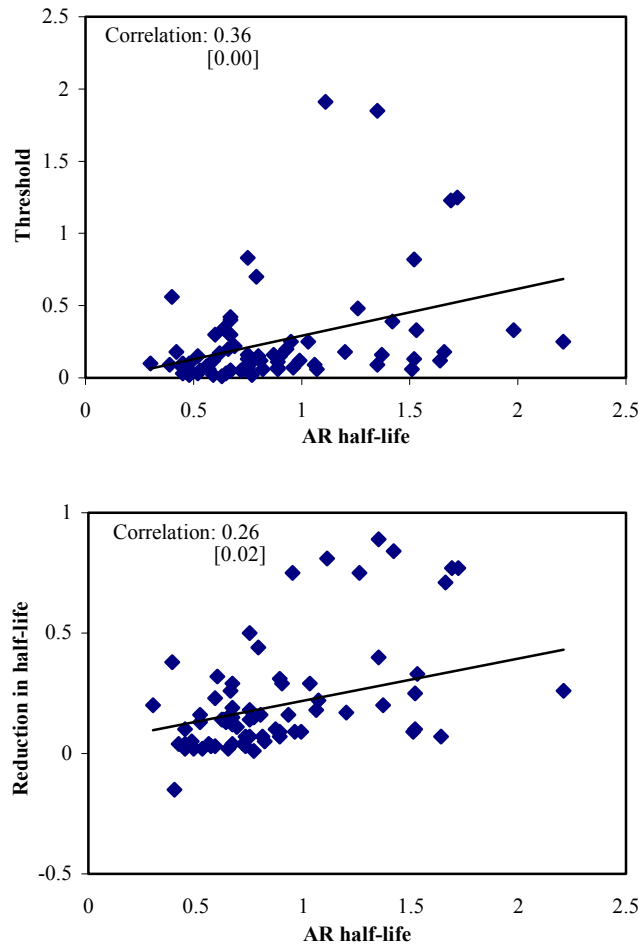 Correlation: 0.36
[0.00]
2.5
2
1.5
1
0.5
0
Threshold
0 0.5 1 1.5 2 2.5
AR half-life
Correlation: 0.26
[0.02]
1
0.5
0
-0.5
Reduction in half-life
0 0.5 1 1.5 2 2.5
AR half-life